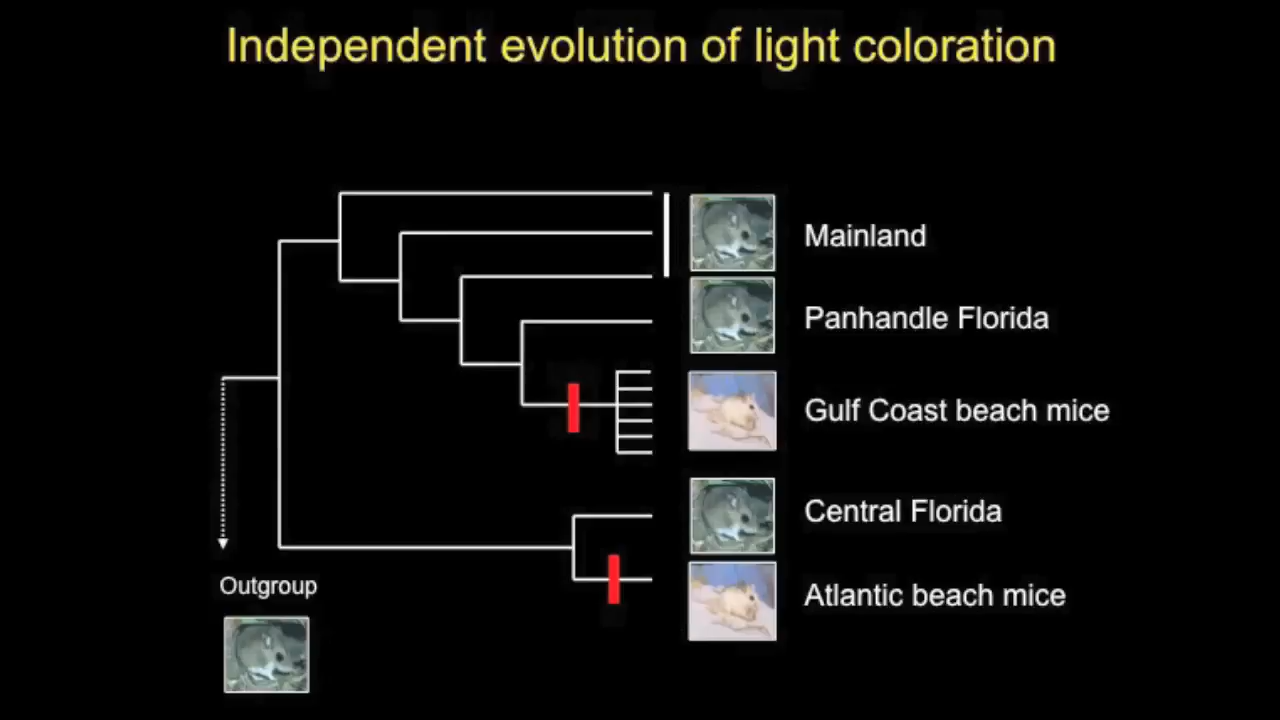 Independent evolution of light coloration
Mainland
Panhandle Florida
Gulf Coast beach mice
Central Florida
Atlantic beach mice
Outgroup